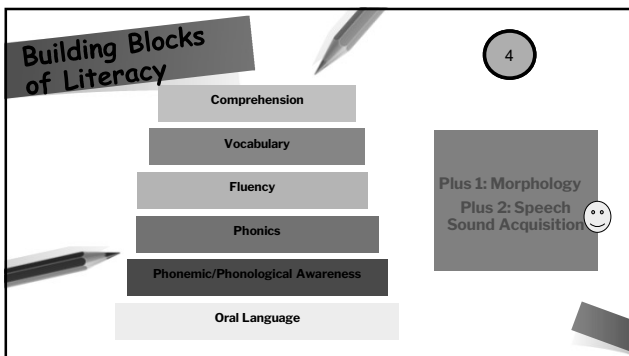 Building Blocks
of Literacy
4
Comprehension
Vocabulary
Fluency
Phonics
Phonemic/Phonological Awareness
Oral Language
Plus 1: Morphology
Plus 2: Speech
Sound Acquisition